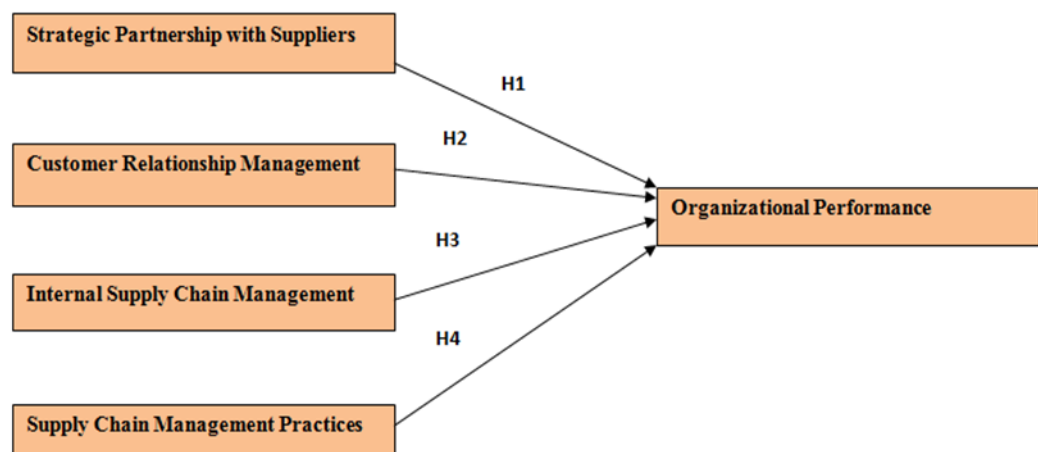 Strategic Partnership with Suppliers
H1
H2
Customer Relationship Management
Organizational Performance
H3
Internal Supply Chain Management
H4
Supply Chain Management Practices